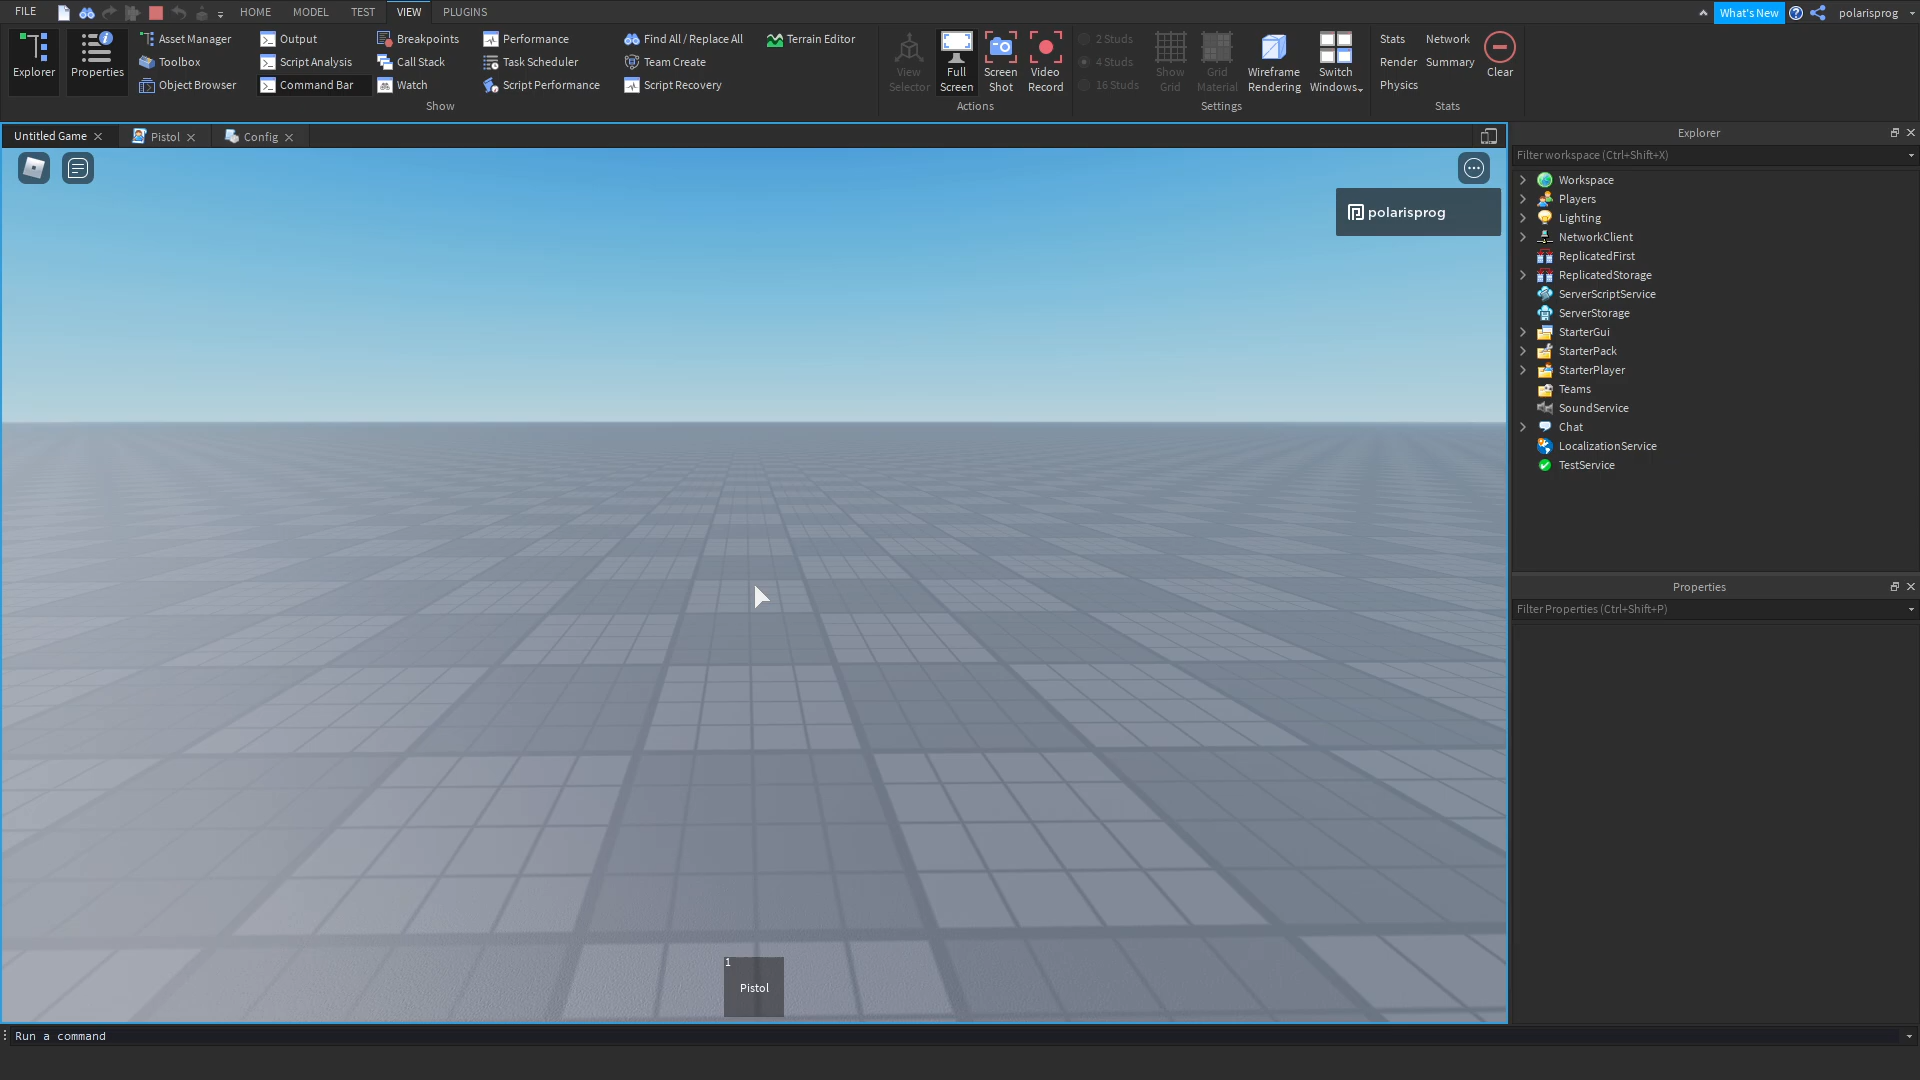 FILE HOME MODEL TEST VIEW PLUGINS What's New polarisprog
Explorer
Properties
Asset Manager
Toolbox
Object Browser
Output
Script Analysis
Command Bar
Breakpoints
Call Stack
Watch
Performance
Task Scheduler
Script Performance
Find All / Replace All
Team Create
Script Recovery
Terrain Editor
Show
View
Selector
Full
Screen
Screen
Shot
Video
Record
Actions
2 Studs
4 Studs
16 Studs
Show
Grid
Grid
Material
Wireframe
Rendering
Switch
Windows
Settings
Stats Network
Render Summary
Physics
Clear
Stats
Untitled Game Pistol Config
polarisprog
1
Pistol
Run a command
Explorer
Filter workspace (Ctrl+Shift+X)
Workspace
Players
Lighting
NetworkClient
ReplicatedFirst
ReplicatedStorage
ServerScriptService
ServerStorage
StarterGui
StarterPack
StarterPlayer
Teams
SoundService
Chat
LocalizationService
TestService
Properties
Filter Properties (Ctrl+Shift+P)